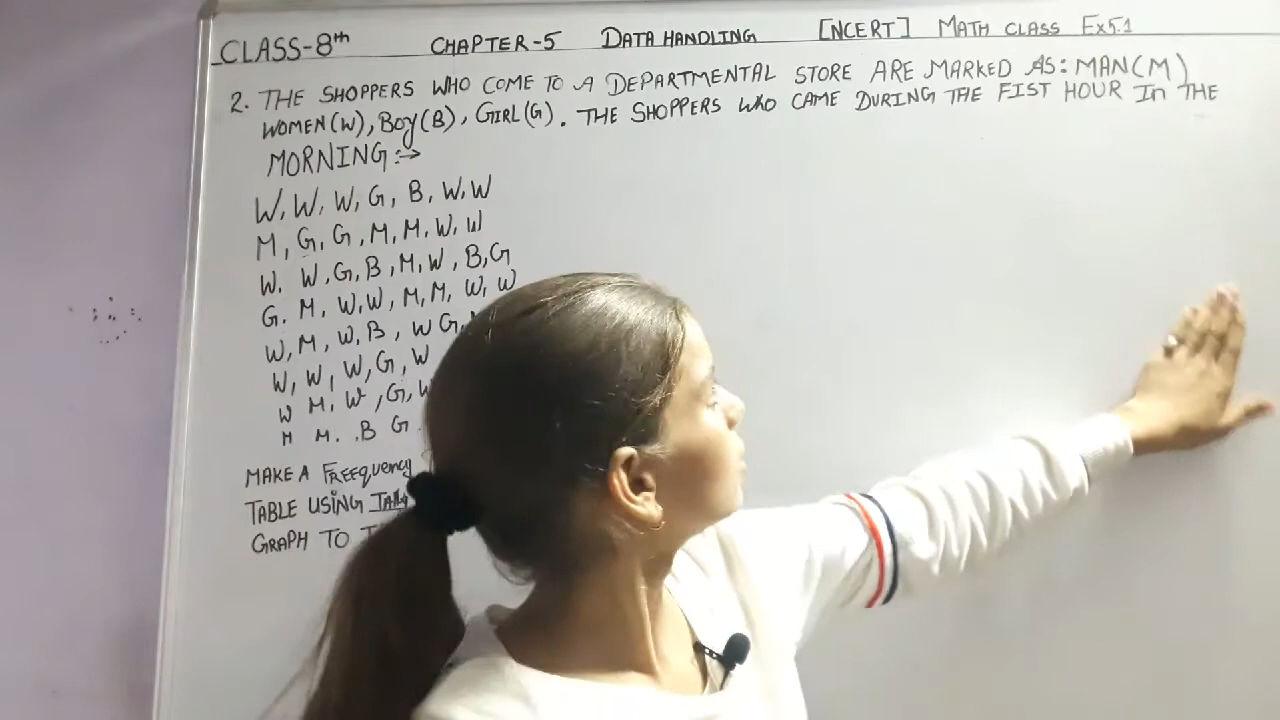 CLASS-8th CHAPTER-5 DATA HANDLING [NCERT] MATH CLASS EX5.1
2. THE SHOPPERS WHO COME TO A DEPARTMENTAL STORE ARE MARKED AS: MAN(M)
WOMEN(W), BOY(B), GIRL(G). THE SHOPPERS WHO CAME DURING THE FIST HOUR IN THE
MORNING:→
W, W, W, G, B, W, W
M, G, G, M, M, W, W
W. W, G, B, M, W, B, G
G. M, W, W, M, M, W, W
W, M, W, B, W G,
W, W, W, G, W
W M, W, G, W
M M. .B G
MAKE A FREEQUENCY
TABLE USING
GRAPH TO